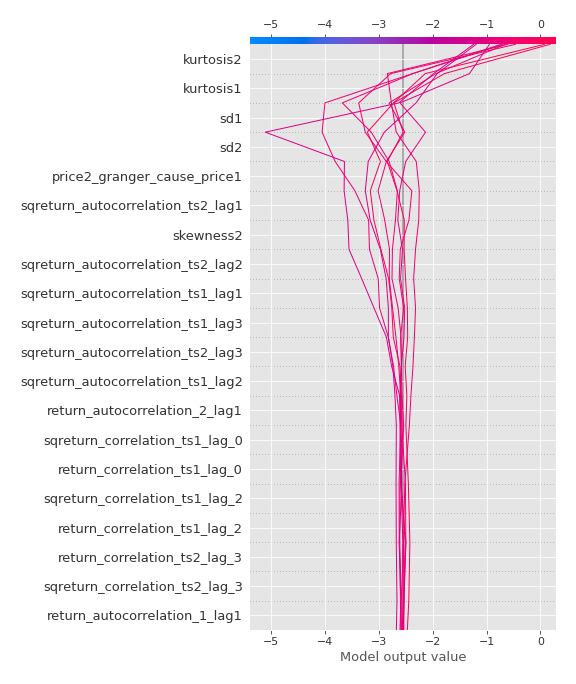 −5 −4 −3 −2 −1 0
kurtosis2
kurtosis1
sd1
sd2
price2_granger_cause_price1
sqreturn_autocorrelation_ts2_lag1
skewness2
sqreturn_autocorrelation_ts2_lag2
sqreturn_autocorrelation_ts1_lag1
sqreturn_autocorrelation_ts1_lag3
sqreturn_autocorrelation_ts2_lag3
sqreturn_autocorrelation_ts1_lag2
return_autocorrelation_2_lag1
sqreturn_correlation_ts1_lag_0
return_correlation_ts1_lag_0
sqreturn_correlation_ts1_lag_2
return_correlation_ts1_lag_2
return_correlation_ts2_lag_3
sqreturn_correlation_ts2_lag_3
return_autocorrelation_1_lag1
−5 −4 −3 −2 −1 0
Model output value